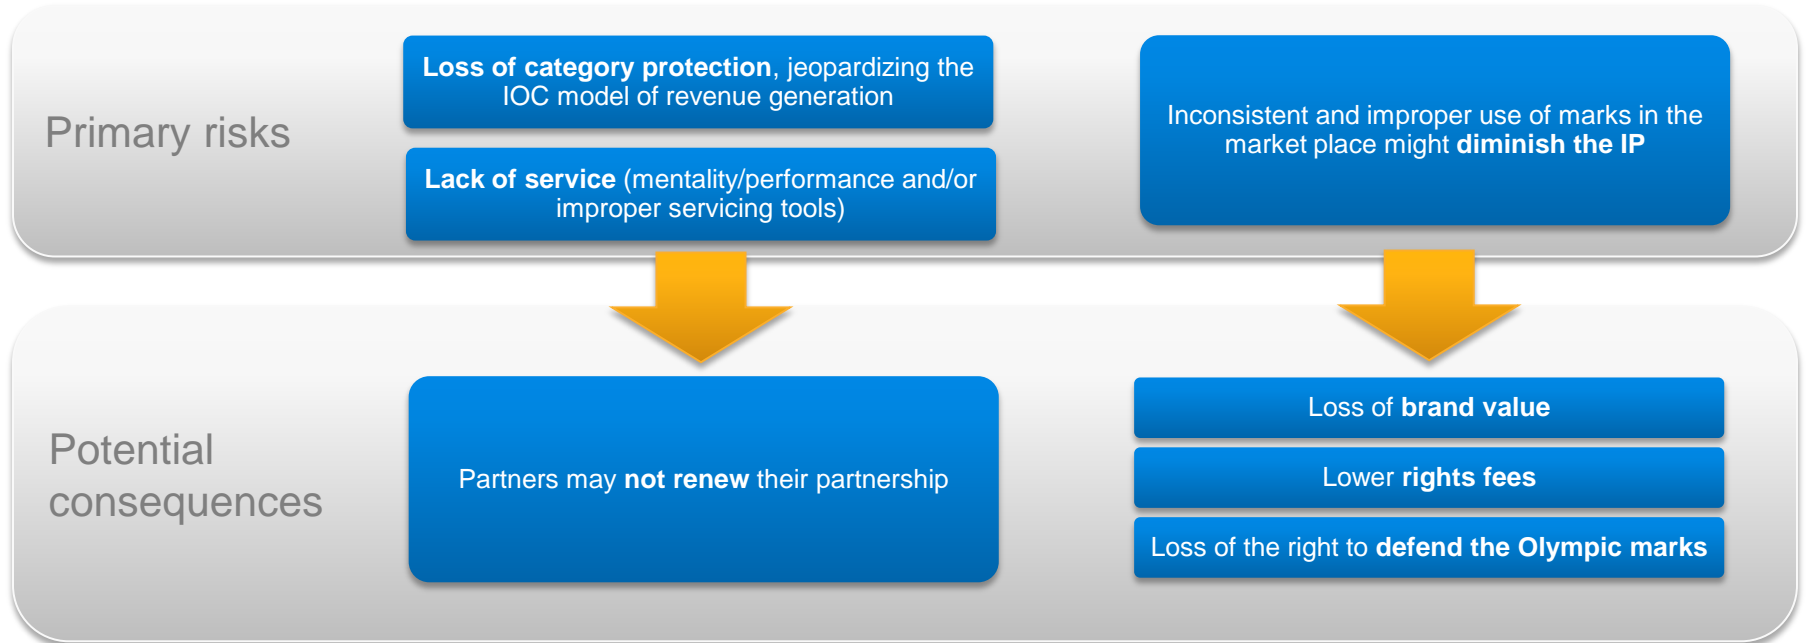 Primary risks
Loss of category protection, jeopardizing the
IOC model of revenue generation
Lack of service (mentality/performance and/or
improper servicing tools)
Inconsistent and improper use of marks in the
market place might diminish the IP
Potential
consequences
Partners may not renew their partnership
Loss of brand value
Lower rights fees
Loss of the right to defend the Olympic marks